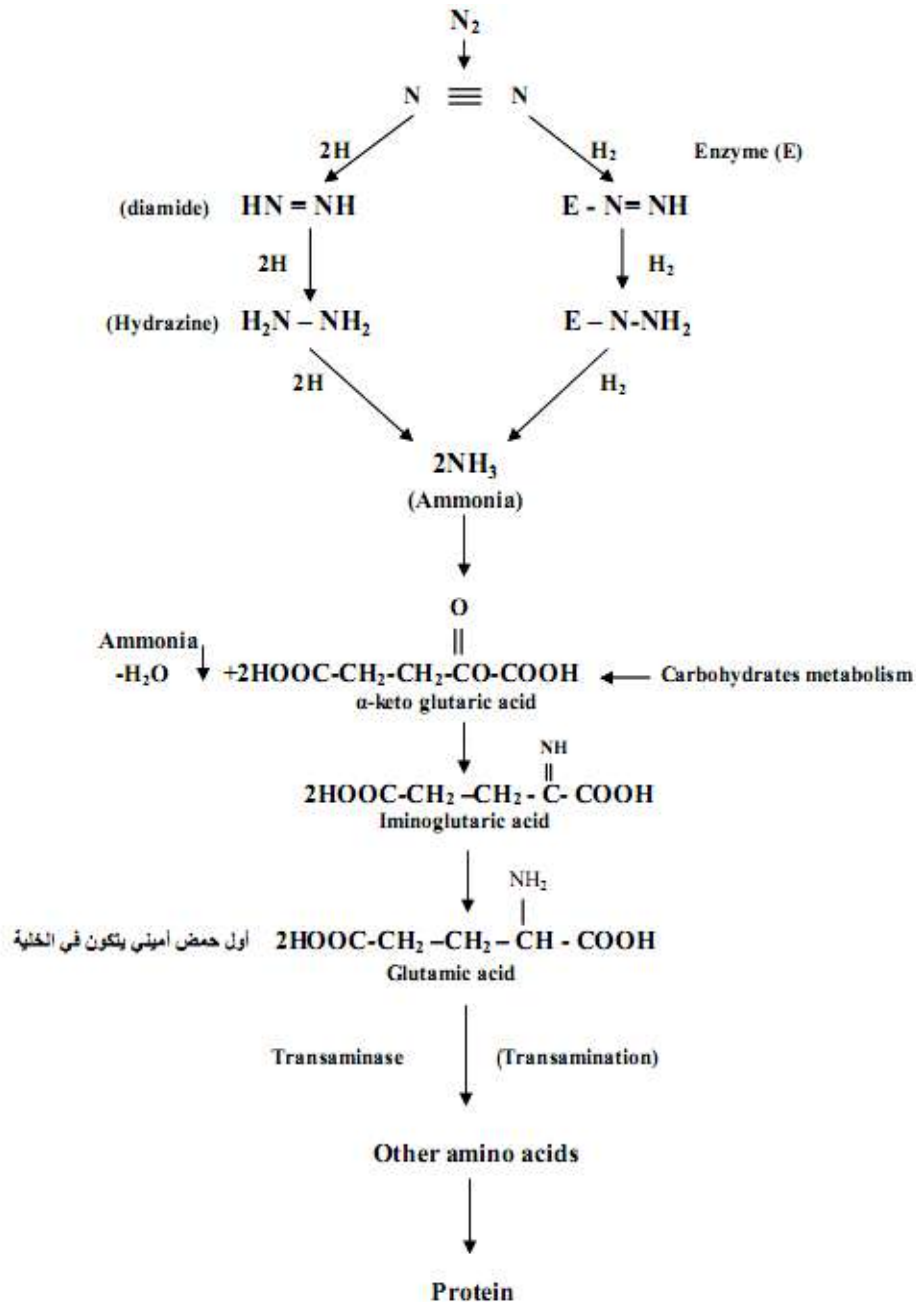 N₂
N ≡ N
2H H₂ Enzyme (E)
(diamide) HN = NH E - N= NH
2H H₂
(Hydrazine) H₂N – NH₂ E – N-NH₂
2H H₂
2NH₃
(Ammonia)
O
||
Ammonia
-H₂O +2HOOC-CH₂-CH₂-CO-COOH Carbohydrates metabolism
α-keto glutaric acid
NH
||
2HOOC-CH₂ –CH₂ - C- COOH
Iminoglutaric acid
NH₂
|
أول حمض أميني يتكون في الخلية 2HOOC-CH₂ –CH₂ – CH - COOH
Glutamic acid
Transaminase (Transamination)
Other amino acids
Protein